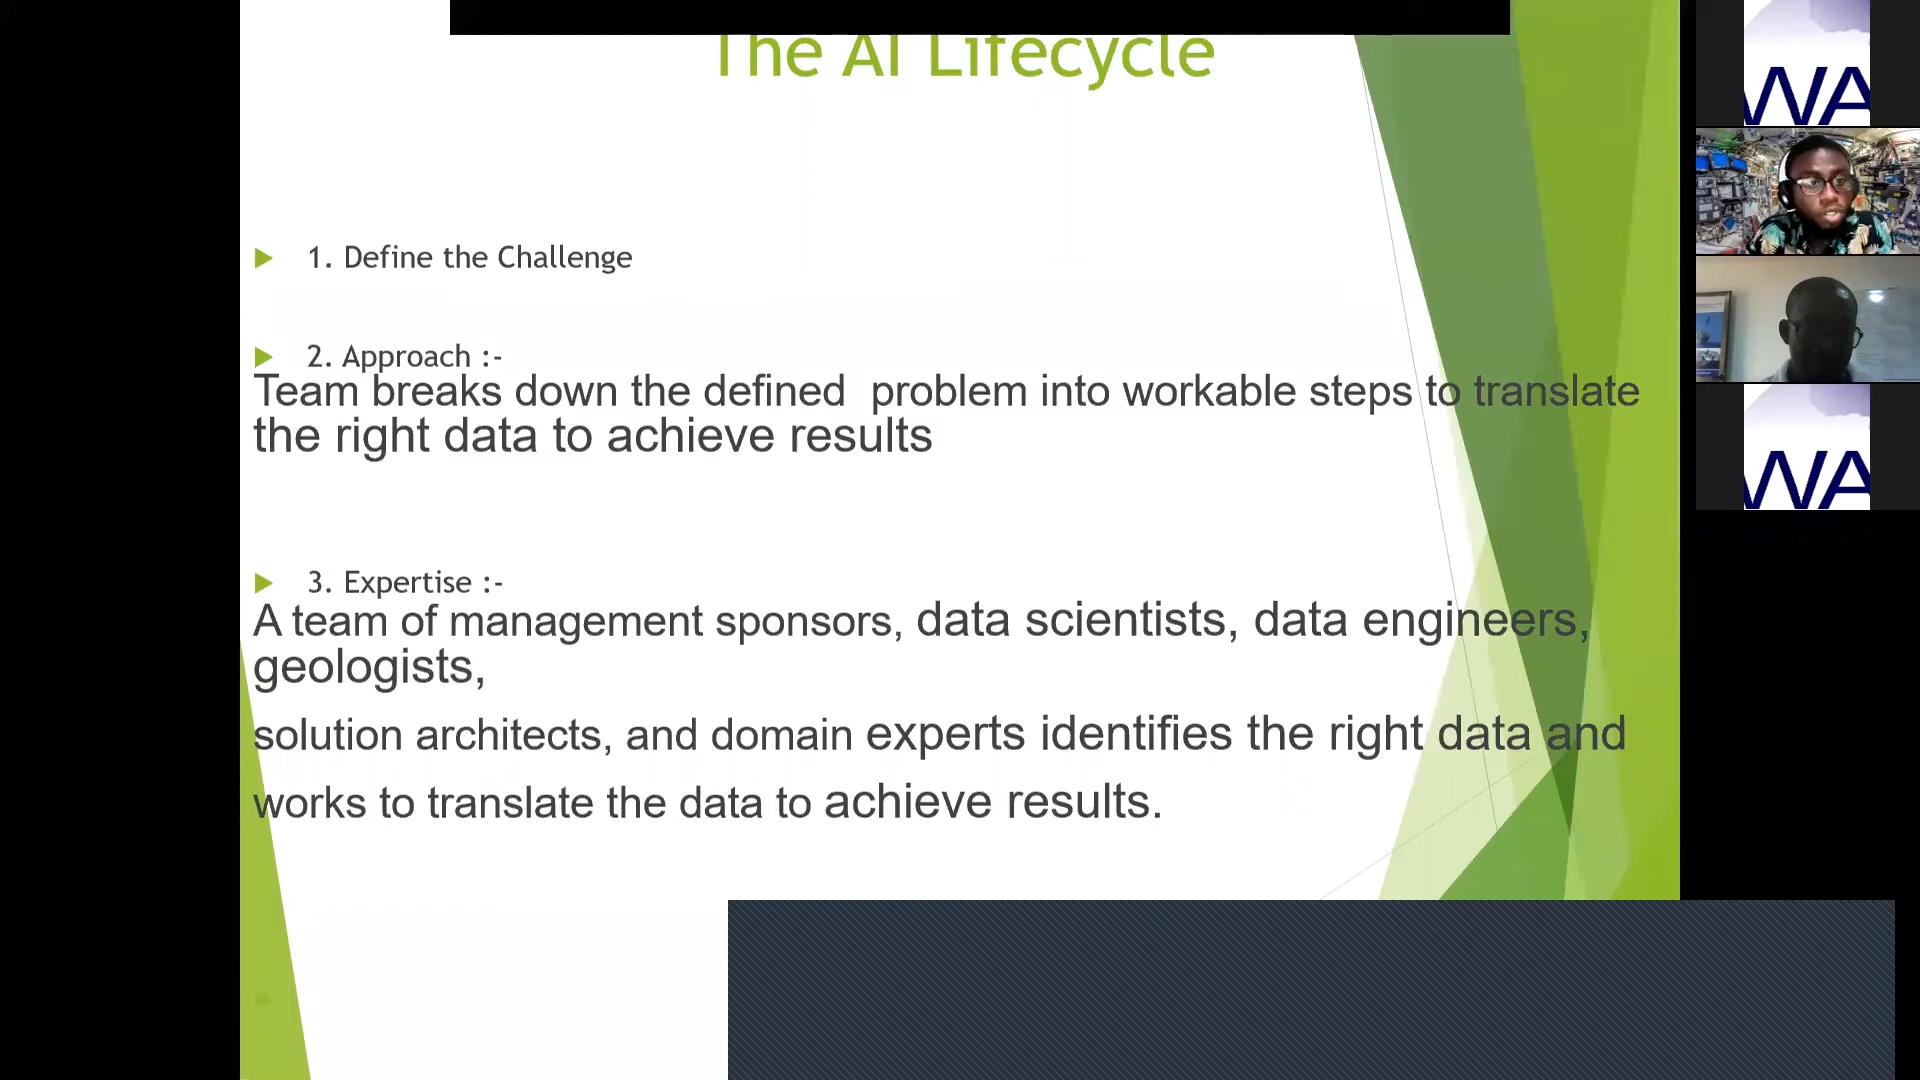 The AI Lifecycle
1. Define the Challenge
2. Approach :-
Team breaks down the defined  problem into workable steps to translate
the right data to achieve results
3. Expertise :-
A team of management sponsors, data scientists, data engineers,
geologists,
solution architects, and domain experts identifies the right data and
works to translate the data to achieve results.
WA
WA